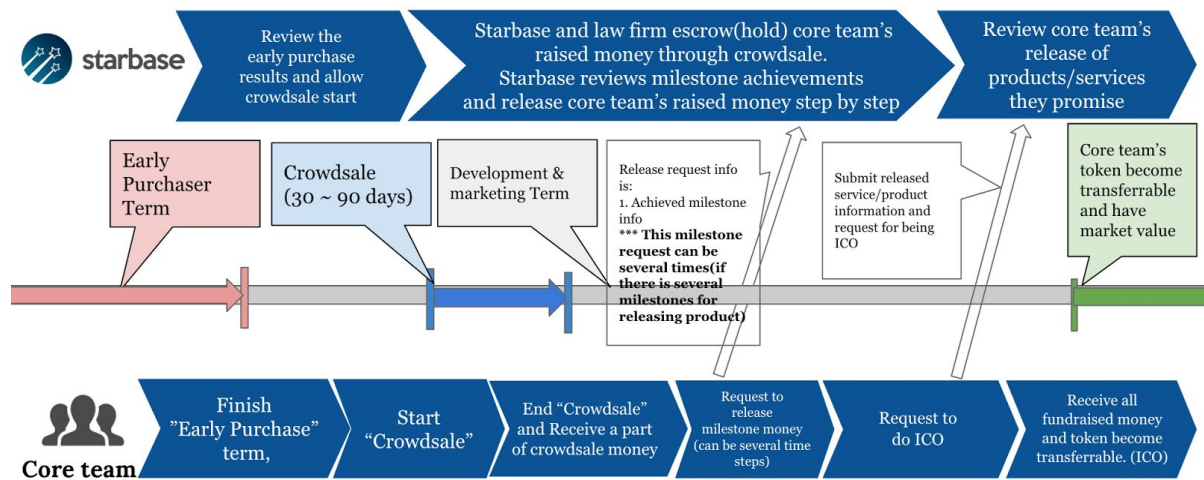 starbase
Review the
early purchase
results and allow
crowdsale start
Starbase and law firm escrow(hold) core team's
raised money through crowdsale.
Starbase reviews milestone achievements
and release core team's raised money step by step
Review core team's
release of
products/services
they promise
Early
Purchaser
Term
Crowdsale
(30 ~ 90 days)
Development &
marketing Term
Release request info
is:
1. Achieved milestone
info
*** This milestone
request can be
several times(if
there is several
milestones for
releasing product)
Submit released
service/product
information and
request for being
ICO
Core team's
token become
transferrable
and have
market value
Core team
Finish
"Early Purchase"
term,
Start
"Crowdsale"
End "Crowdsale"
and Receive a part
of crowdsale money
Request to
release
milestone money
(can be several time
steps)
Request to
do ICO
Receive all
fundraised money
and token become
transferrable. (ICO)